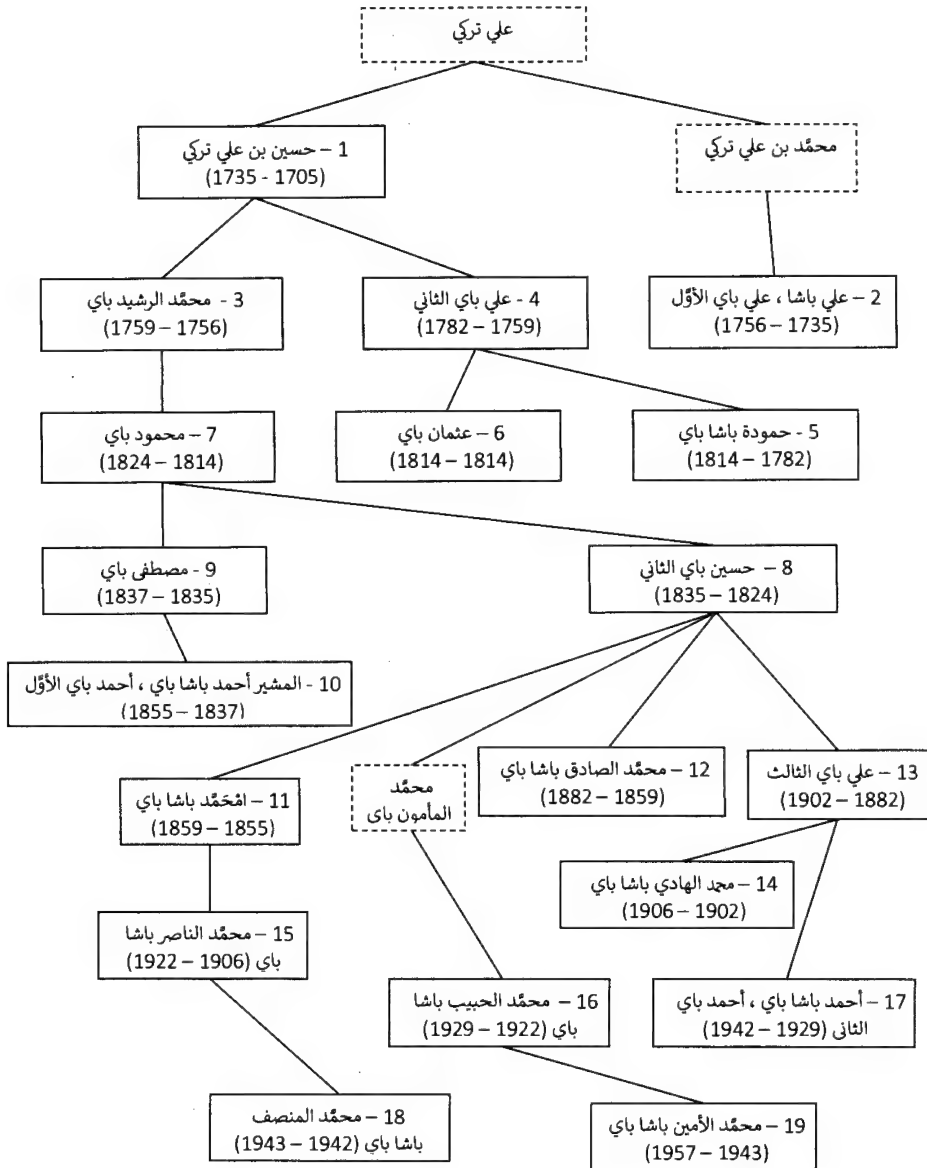 علي تركي
1 – حسين بن علي تركي
(1705 - 1735)
محمَّد بن علي تركي
3 - محمَّد الرشيد باي
(1756 – 1759)
4 - علي باي الثاني
(1759 – 1782)
2 – علي باشا ، علي باي الأوَّل
(1735 – 1756)
7 – محمود باي
(1814 – 1824)
6 – عثمان باي
(1814 – 1814)
5 - حمودة باشا باي
(1782 – 1814)
9 - مصطفى باي
(1835 – 1837)
8 – حسين باي الثاني
(1824 – 1835)
10 - المشير أحمد باشا باي ، أحمد باي الأوَّل
(1837 – 1855)
11 – امْحَمَّد باشا باي
(1855 – 1859)
محمَّد
المأمون باى
12 – محمَّد الصادق باشا باي
(1859 – 1882)
13 – علي باي الثالث
(1882 – 1902)
14 – محمد الهادي باشا باي
(1902 – 1906)
15 – محمَّد الناصر باشا
باي (1906 – 1922)
16 – محمَّد الحبيب باشا
باي (1922 – 1929)
17 – أحمد باشا باي ، أحمد باي
الثانى (1929 – 1942)
18 – محمَّد المنصف
باشا باي (1942 – 1943)
19 – محمَّد الأمين باشا باي
(1943 – 1957)